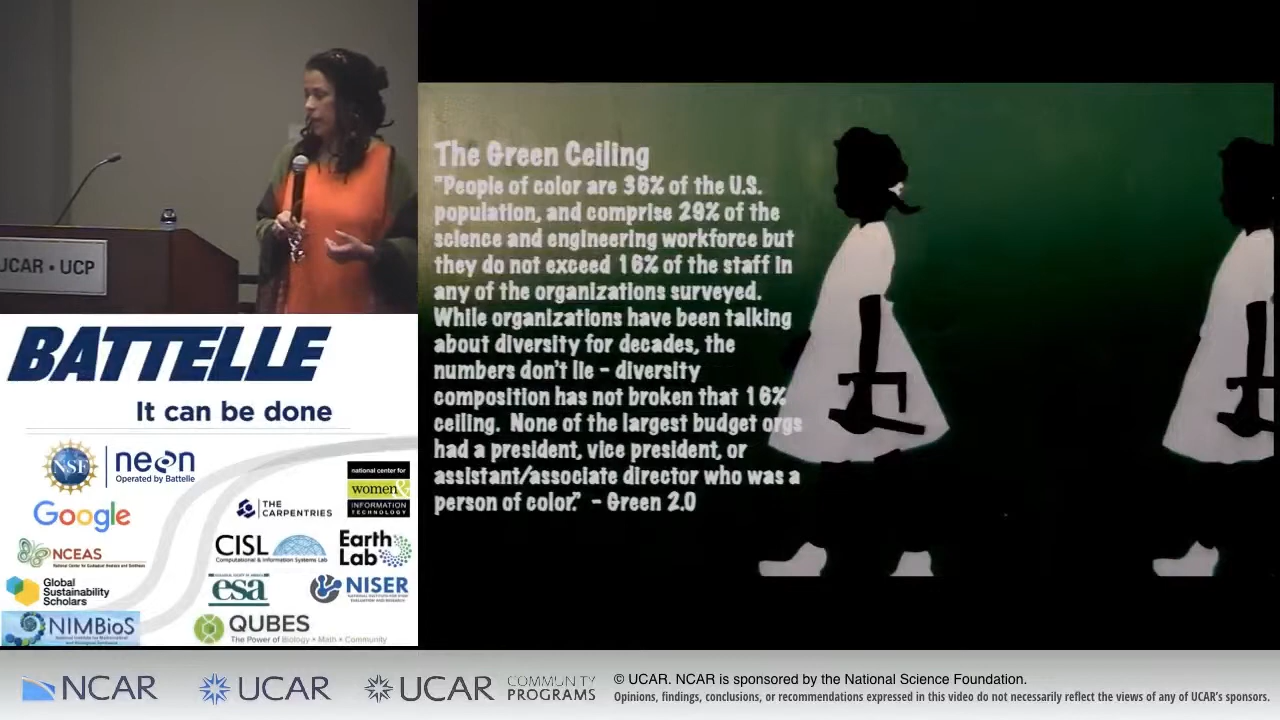 UCAR • UCP
BATTELLE
It can be done
NSF
neon
Operated by Battelle
Google
THE
CARPENTRIES
national center for
women &
INFORMATION
TECHNOLOGY
NCEAS
National Center for Ecological Analysis and Synthesis
CISL
Computational & Information Systems Lab
Earth
Lab
Global
Sustainability
Scholars
esa
NISER
NIMBioS
QUBES
The Power of Biology • Math • Community
The Green Ceiling
"People of color are 36% of the U.S.
population, and comprise 29% of the
science and engineering workforce but
they do not exceed 16% of the staff in
any of the organizations surveyed.
While organizations have been talking
about diversity for decades, the
numbers don't lie – diversity
composition has not broken that 16%
ceiling. None of the largest budget orgs
had a president, vice president, or
assistant/associate director who was a
person of color." – Green 2.0
NCAR
UCAR
UCAR
COMMUNITY
PROGRAMS
© UCAR. NCAR is sponsored by the National Science Foundation.
Opinions, findings, conclusions, or recommendations expressed in this video do not necessarily reflect the views of any of UCAR's sponsors.